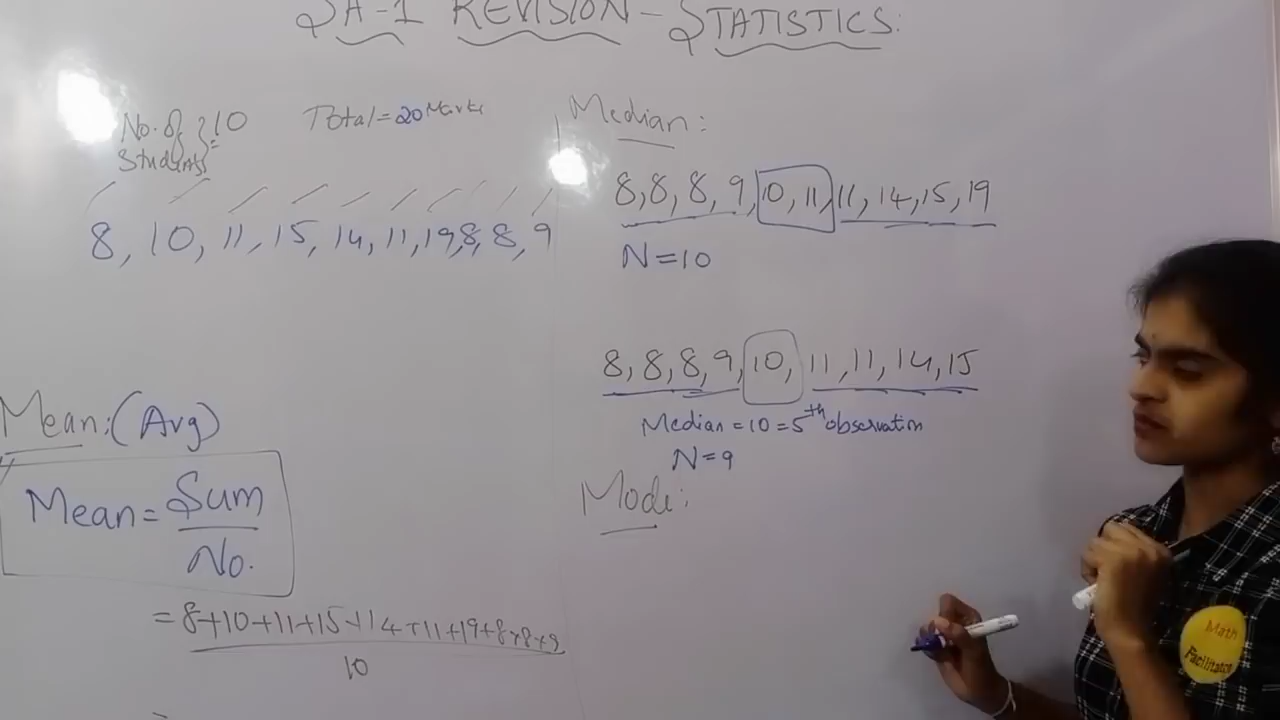 SA-1 REVISION - STATISTICS:
No. of Students } = 10
Total = 20 Marks
8, 10, 11, 15, 14, 11, 19, 8, 8, 9
Mean: (Avg)
Mean = Sum / No.
= 8+10+11+15+14+11+19+8+8+9 / 10
Median:
8, 8, 8, 9, 10, 11, 11, 14, 15, 19
N = 10
8, 8, 8, 9, 10, 11, 11, 14, 15
Median = 10 = 5th observation
N = 9
Mode:
Math
Facilitator